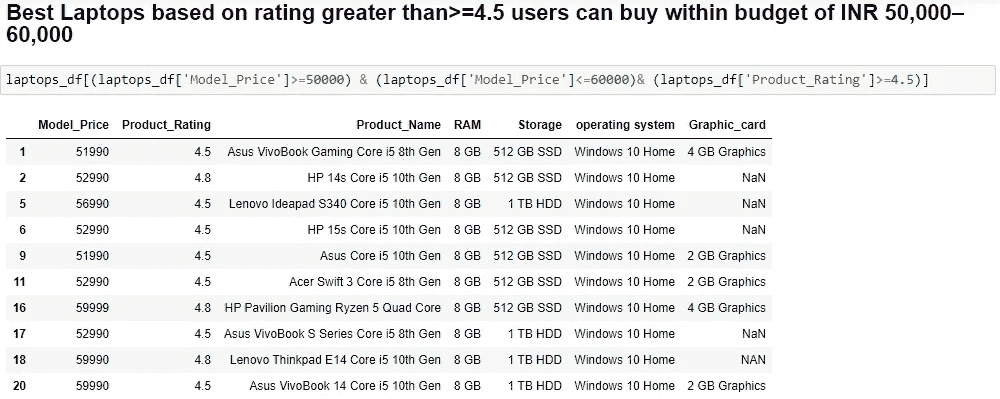 Best Laptops based on rating greater than>=4.5 users can buy within budget of INR 50,000–
60,000
laptops_df[(laptops_df['Model_Price']>=50000) & (laptops_df['Model_Price']<=60000)& (laptops_df['Product_Rating']>=4.5)]
Model_Price Product_Rating Product_Name RAM Storage operating system Graphic_card
1 51990 4.5 Asus VivoBook Gaming Core i5 8th Gen 8 GB 512 GB SSD Windows 10 Home 4 GB Graphics
2 52990 4.8 HP 14s Core i5 10th Gen 8 GB 512 GB SSD Windows 10 Home NaN
5 56990 4.5 Lenovo Ideapad S340 Core i5 10th Gen 8 GB 1 TB HDD Windows 10 Home NaN
6 52990 4.5 HP 15s Core i5 10th Gen 8 GB 512 GB SSD Windows 10 Home NaN
9 51990 4.5 Asus Core i5 10th Gen 8 GB 512 GB SSD Windows 10 Home 2 GB Graphics
11 52990 4.5 Acer Swift 3 Core i5 8th Gen 8 GB 512 GB SSD Windows 10 Home 2 GB Graphics
16 59999 4.8 HP Pavilion Gaming Ryzen 5 Quad Core 8 GB 512 GB SSD Windows 10 Home 4 GB Graphics
17 52990 4.5 Asus VivoBook S Series Core i5 8th Gen 8 GB 1 TB HDD Windows 10 Home NaN
18 59990 4.8 Lenovo Thinkpad E14 Core i5 10th Gen 8 GB 1 TB HDD Windows 10 Home NAN
20 59990 4.5 Asus VivoBook 14 Core i5 10th Gen 8 GB 1 TB HDD Windows 10 Home 2 GB Graphics